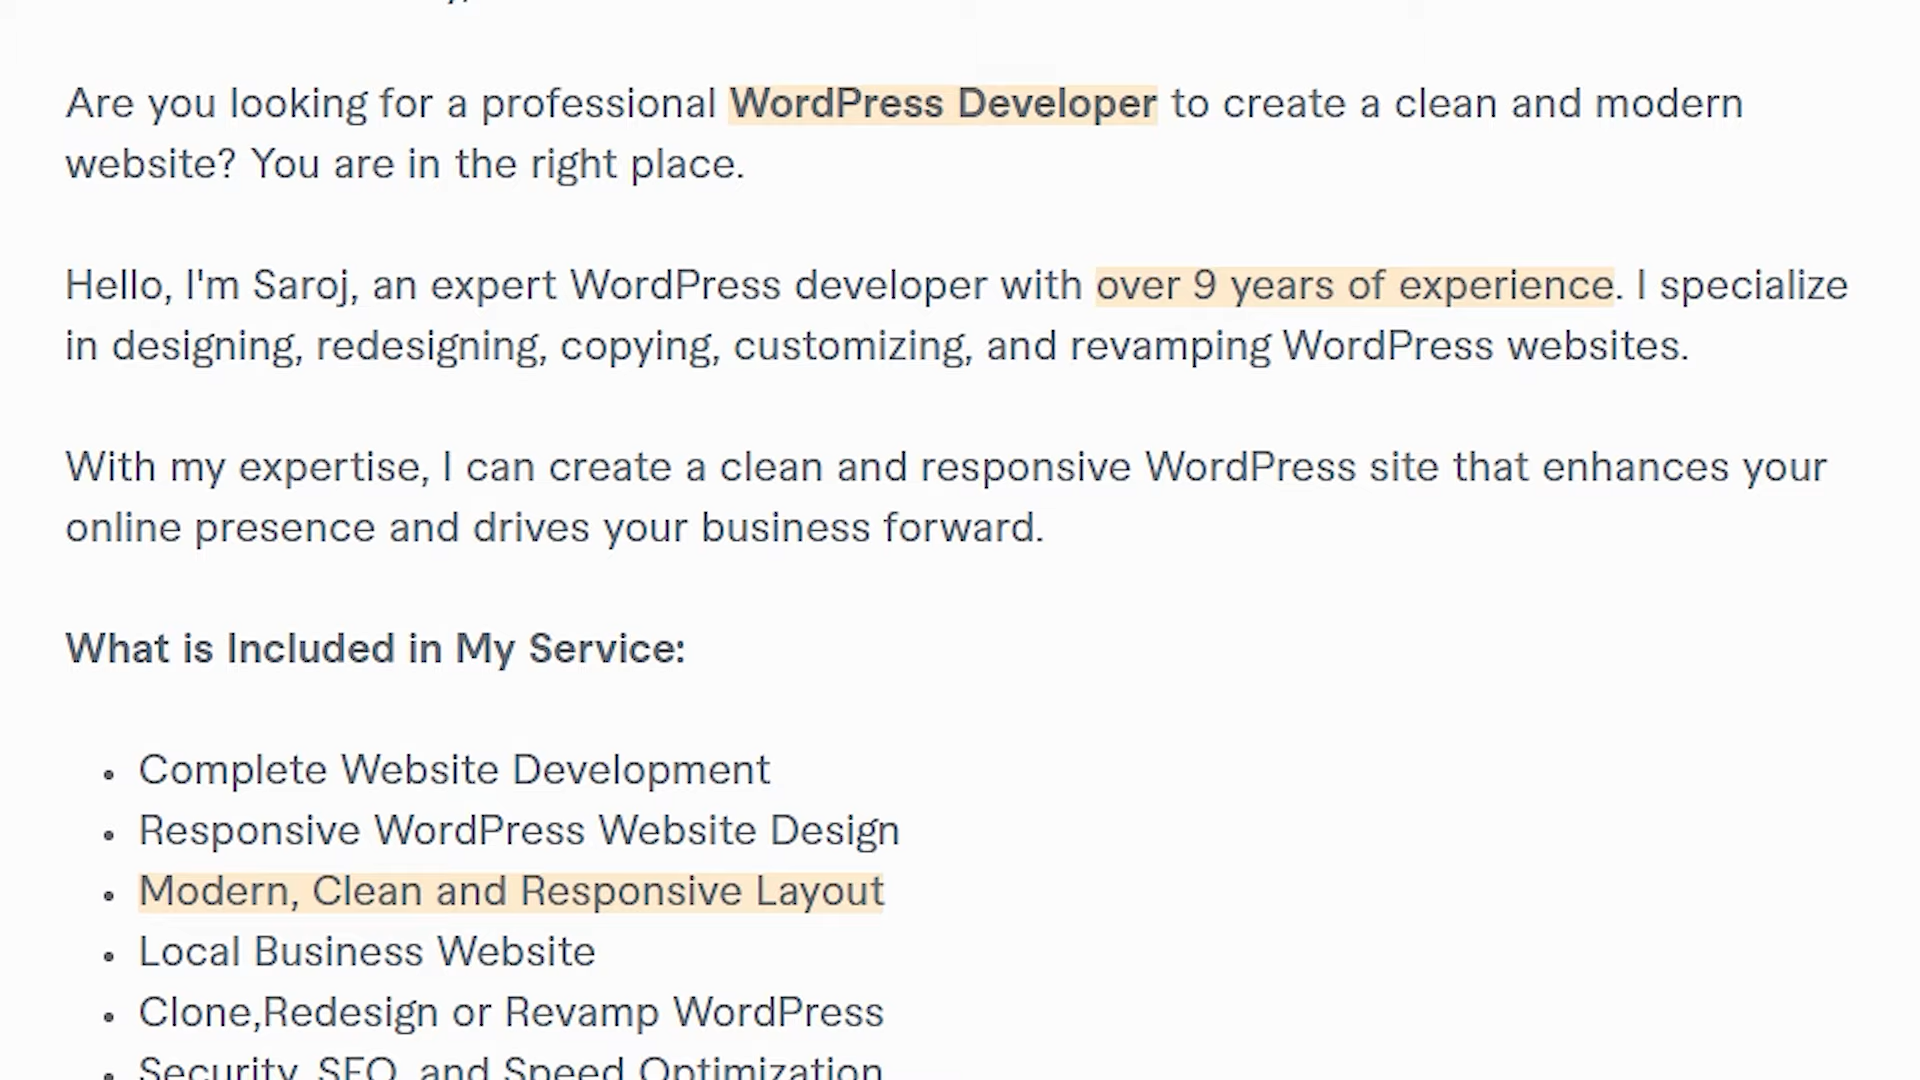 Are you looking for a professional WordPress Developer to create a clean and modern
website? You are in the right place.
Hello, I'm Saroj, an expert WordPress developer with over 9 years of experience. I specialize
in designing, redesigning, copying, customizing, and revamping WordPress websites.
With my expertise, I can create a clean and responsive WordPress site that enhances your
online presence and drives your business forward.
What is Included in My Service:
• Complete Website Development
• Responsive WordPress Website Design
• Modern, Clean and Responsive Layout
• Local Business Website
• Clone,Redesign or Revamp WordPress
• Security, SEO, and Speed Optimization